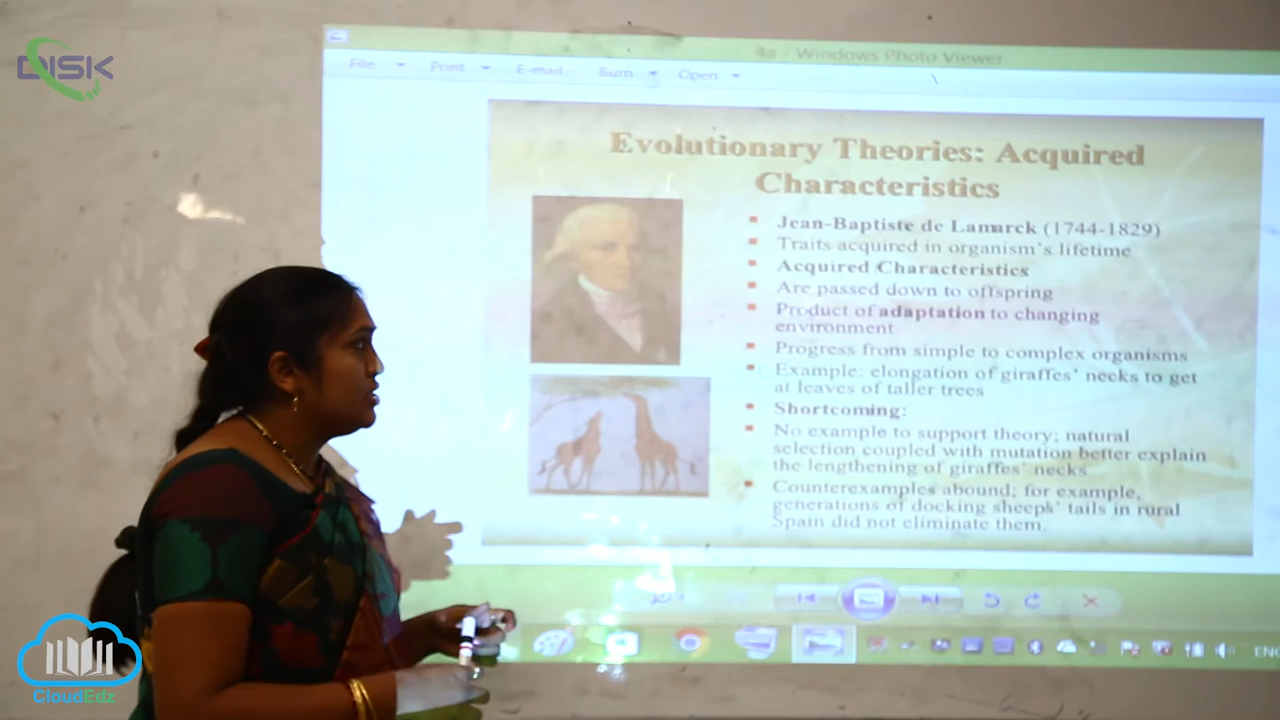 DISK
4a - Windows Photo Viewer
File Print E-mail Burn Open
Evolutionary Theories: Acquired
Characteristics
Jean-Baptiste de Lamarck (1744-1829)
Traits acquired in organism's lifetime
Acquired Characteristics
Are passed down to offspring
Product of adaptation to changing
environment
Progress from simple to complex organisms
Example: elongation of giraffes' necks to get
at leaves of taller trees
Shortcoming:
No example to support theory; natural
selection coupled with mutation better explain
the lengthening of giraffes' necks
Counterexamples abound; for example,
generations of docking sheeps' tails in rural
Spain did not eliminate them.
ENG
CloudEdz